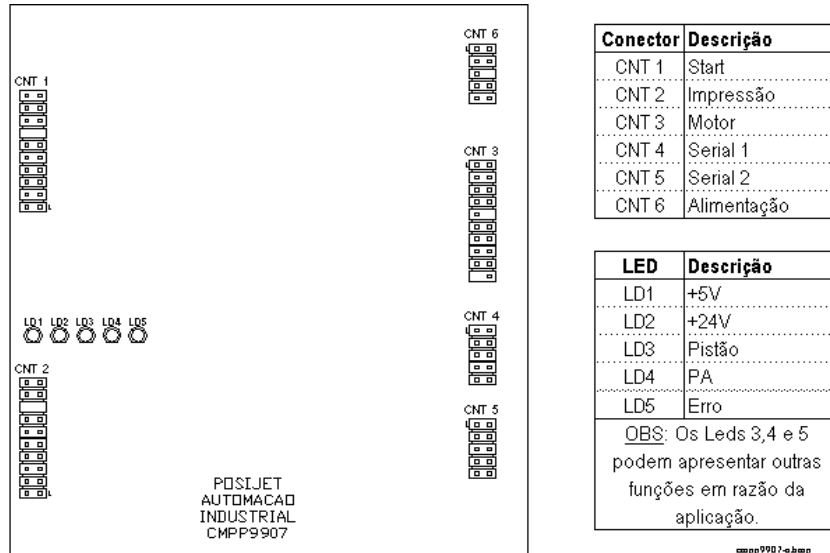 CNT 6
CNT 1
CNT 3
LD1 LD2 LD3 LD4 LD5
CNT 4
CNT 2
CNT 5
POSIJET
AUTOMACAO
INDUSTRIAL
CMPP9907
Conector Descrição
CNT 1 Start
CNT 2 Impressão
CNT 3 Motor
CNT 4 Serial 1
CNT 5 Serial 2
CNT 6 Alimentação
LED Descrição
LD1 +5V
LD2 +24V
LD3 Pistão
LD4 PA
LD5 Erro
OBS: Os Leds 3,4 e 5
podem apresentar outras
funções em razão da
aplicação.